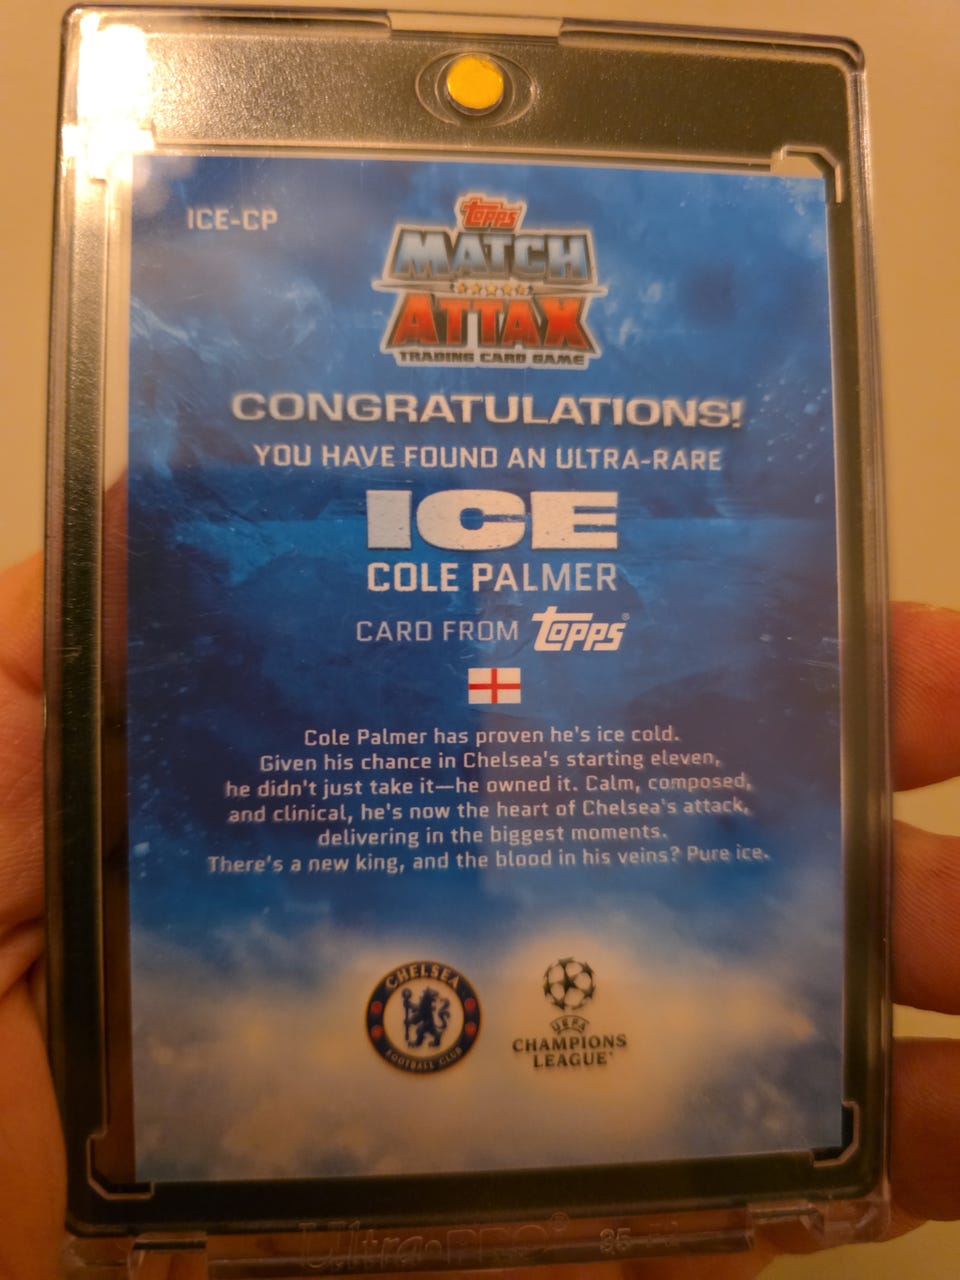 ICE-CP
Topps
MATCH
ATTAX
TRADING CARD GAME
CONGRATULATIONS!
YOU HAVE FOUND AN ULTRA-RARE
ICE
COLE PALMER
CARD FROM Topps®
Cole Palmer has proven he's ice cold.
Given his chance in Chelsea's starting eleven,
he didn't just take it—he owned it. Calm, composed,
and clinical, he's now the heart of Chelsea's attack,
delivering in the biggest moments.
There's a new king, and the blood in his veins? Pure ice.
CHELSEA
FOOTBALL CLUB
UEFA
CHAMPIONS
LEAGUE
Ultra PRO